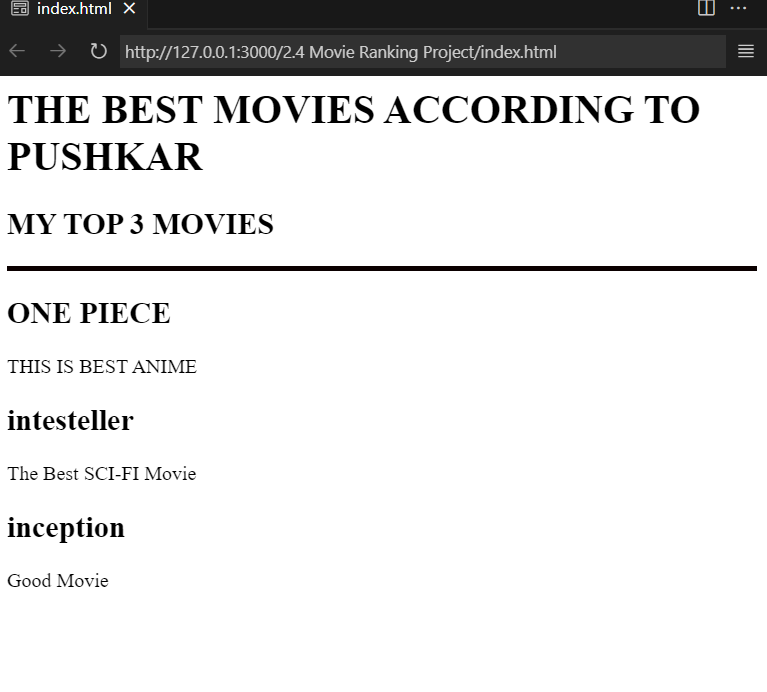 index.html
http://127.0.0.1:3000/2.4 Movie Ranking Project/index.html
THE BEST MOVIES ACCORDING TO
PUSHKAR
MY TOP 3 MOVIES
ONE PIECE
THIS IS BEST ANIME
intesteller
The Best SCI-FI Movie
inception
Good Movie